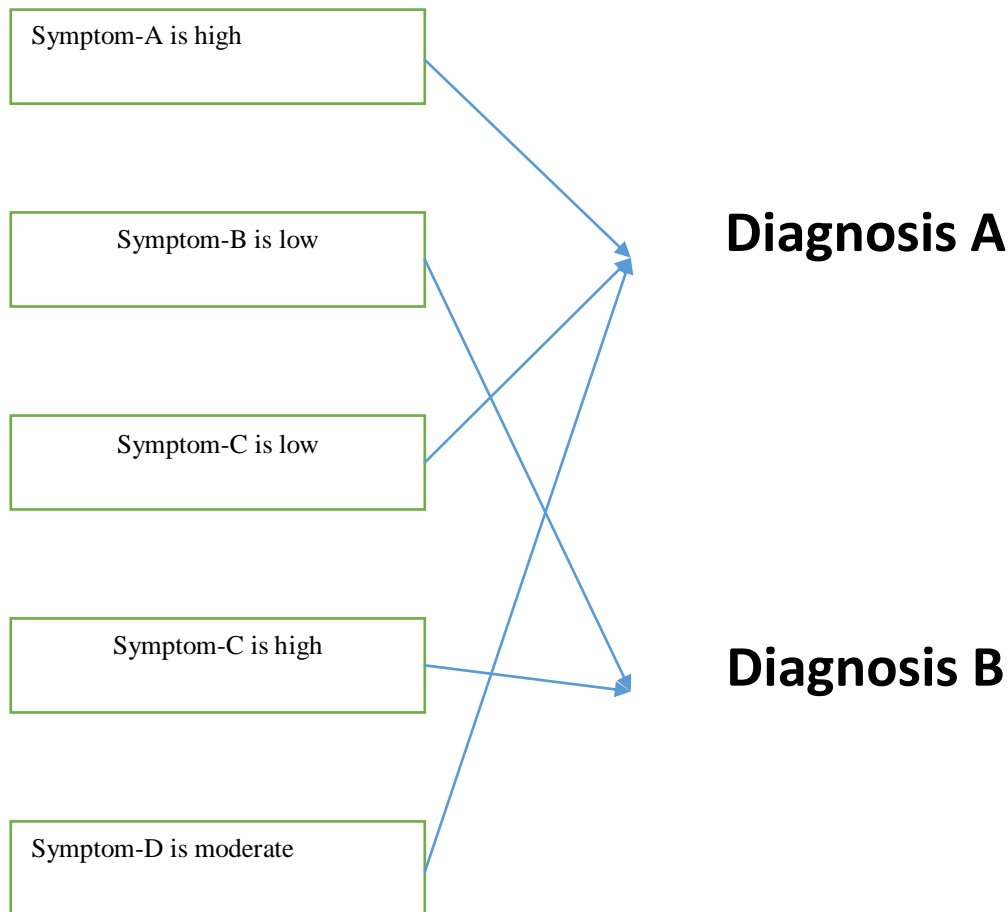 Symptom-A is high
Symptom-B is low
Diagnosis A
Symptom-C is low
Symptom-C is high
Diagnosis B
Symptom-D is moderate